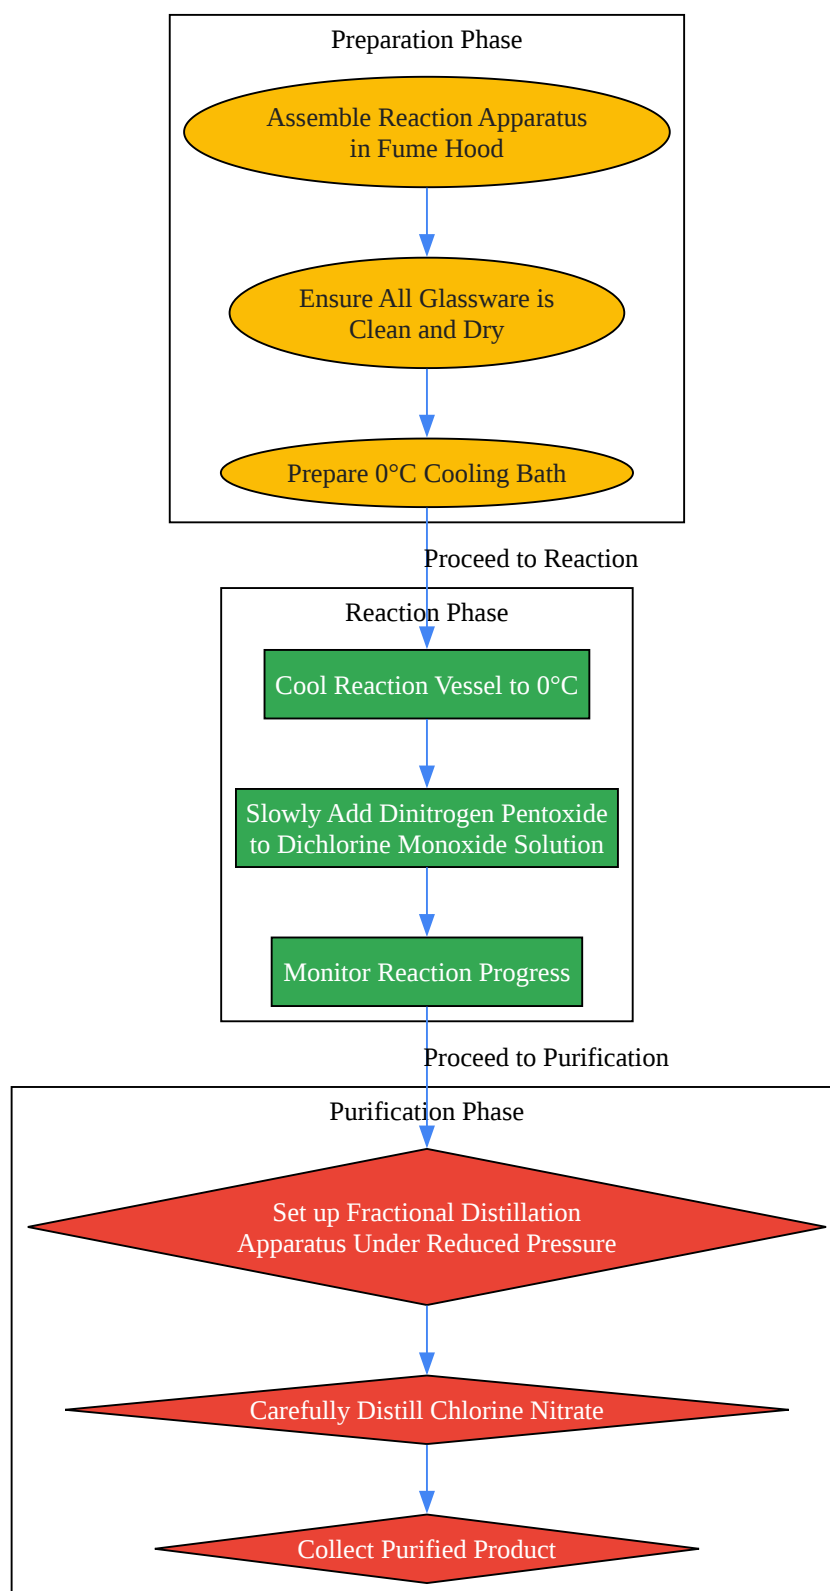 Preparation Phase
Assemble Reaction Apparatus
in Fume Hood
Ensure All Glassware is
Clean and Dry
Prepare 0°C Cooling Bath
Proceed to Reaction
Reaction Phase
Cool Reaction Vessel to 0°C
Slowly Add Dinitrogen Pentoxide
to Dichlorine Monoxide Solution
Monitor Reaction Progress
Proceed to Purification
Purification Phase
Set up Fractional Distillation
Apparatus Under Reduced Pressure
Carefully Distill Chlorine Nitrate
Collect Purified Product